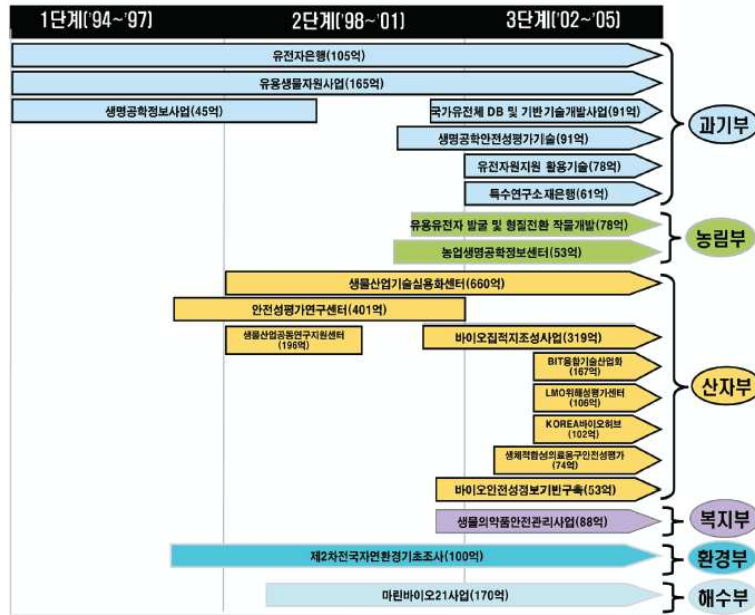 1단계('94~'97) 2단계('98~'01) 3단계('02~'05)
유전자은행(105억)
유용생물자원사업(165억)
생명공학정보사업(45억) 국가유전체 DB 및 기반기술개발사업(91억)
생명공학안전성평가기술(91억)
유전자원지원 활용기술(78억)
특수연구소재은행(61억)
과기부
유용유전자 발굴 및 형질전환 작물개발(78억)
농업생명공학정보센터(53억)
농림부
생물산업기술실용화센터(660억)
안전성평가연구센터(401억)
생물산업공동연구지원센터
(196억)
바이오집적지조성사업(319억)
BIT융합기술산업화
(167억)
LMO위해성평가센터
(106억)
KOREA바이오허브
(102억)
생체적합성의료용구안전성평가
(74억)
바이오안전성정보기반구축(53억)
산자부
생물의약품안전관리사업(88억)
복지부
제2차전국자연환경기초조사(100억)
환경부
마린바이오21사업(170억)
해수부